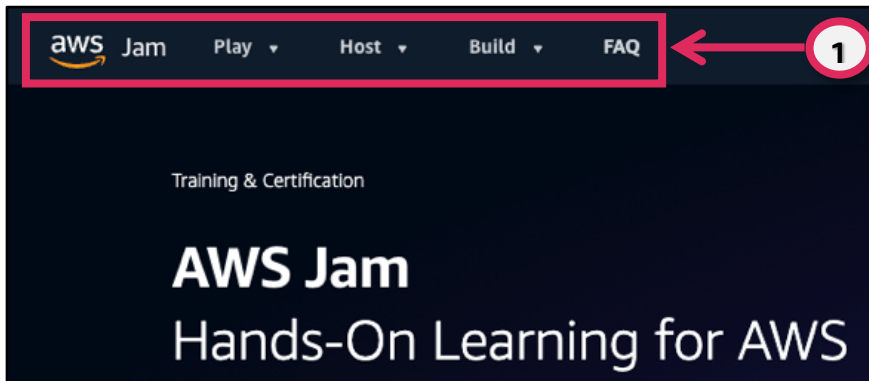 aws Jam Play Host Build FAQ 1
Training & Certification
AWS Jam
Hands-On Learning for AWS